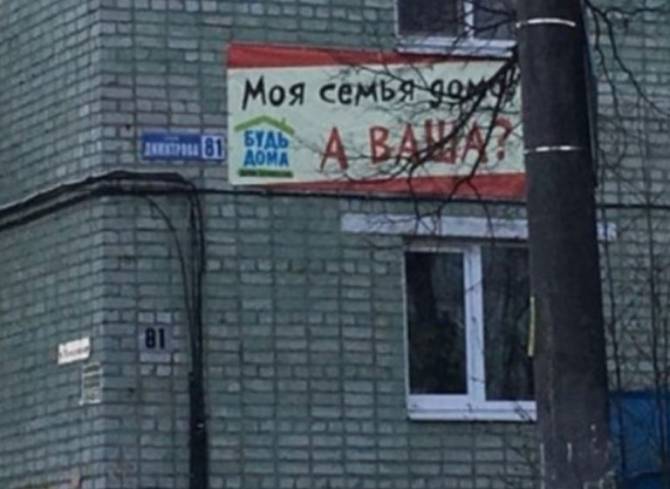 Моя семья дома,
БУДЬ
ДОМА
А ВАША?
ДИМИТРОВА 81
81